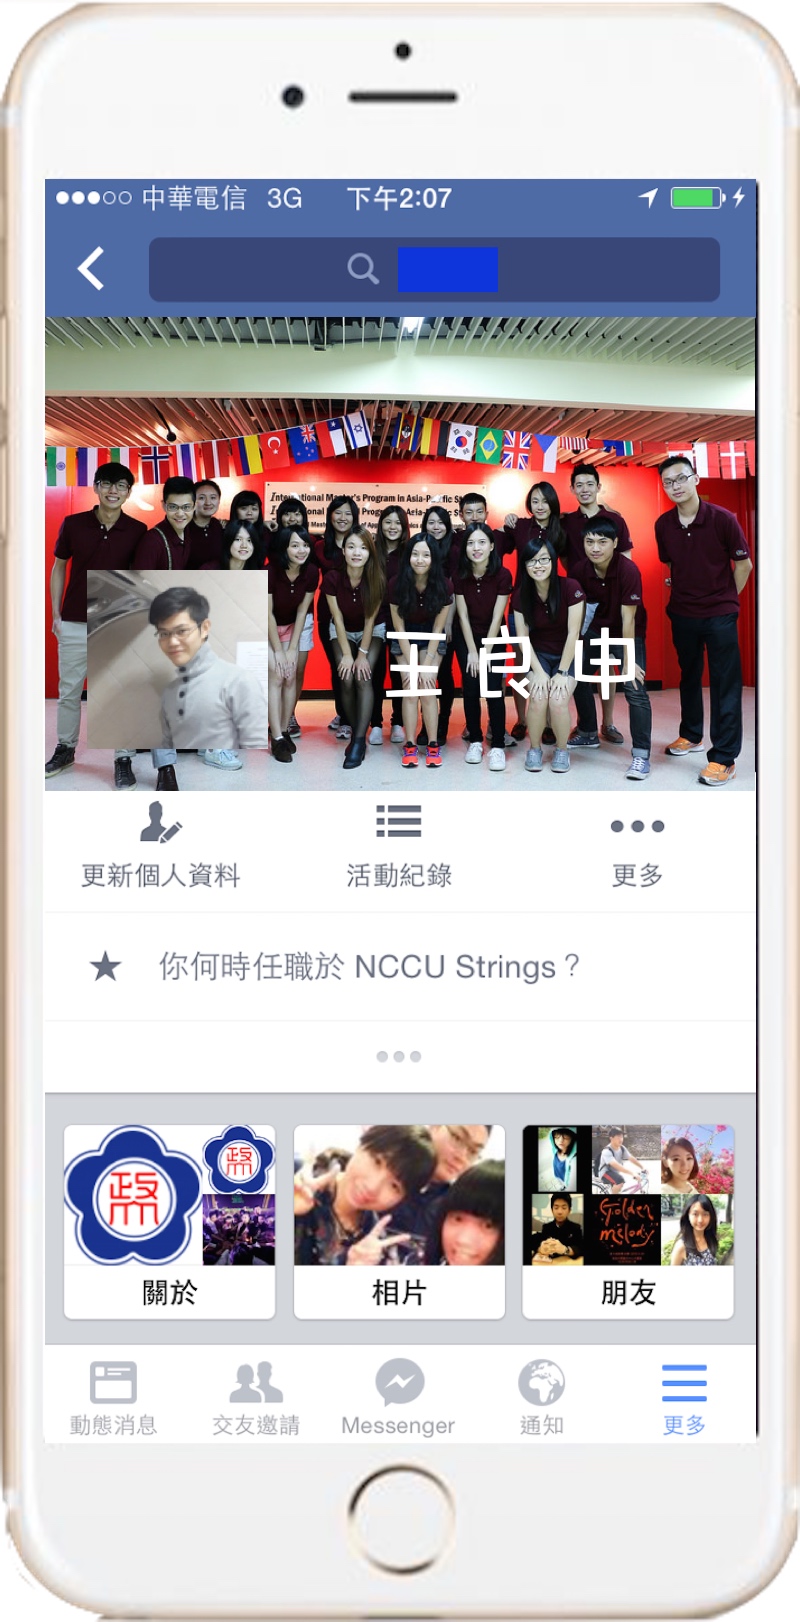 中華電信 3G 下午2:07
International Master's Program in Asia-Pacific St
王良申
更新個人資料 活動紀錄 更多
你何時任職於 NCCU Strings？
政
政
Golden
melody
關於 相片 朋友
動態消息 交友邀請 Messenger 通知 更多